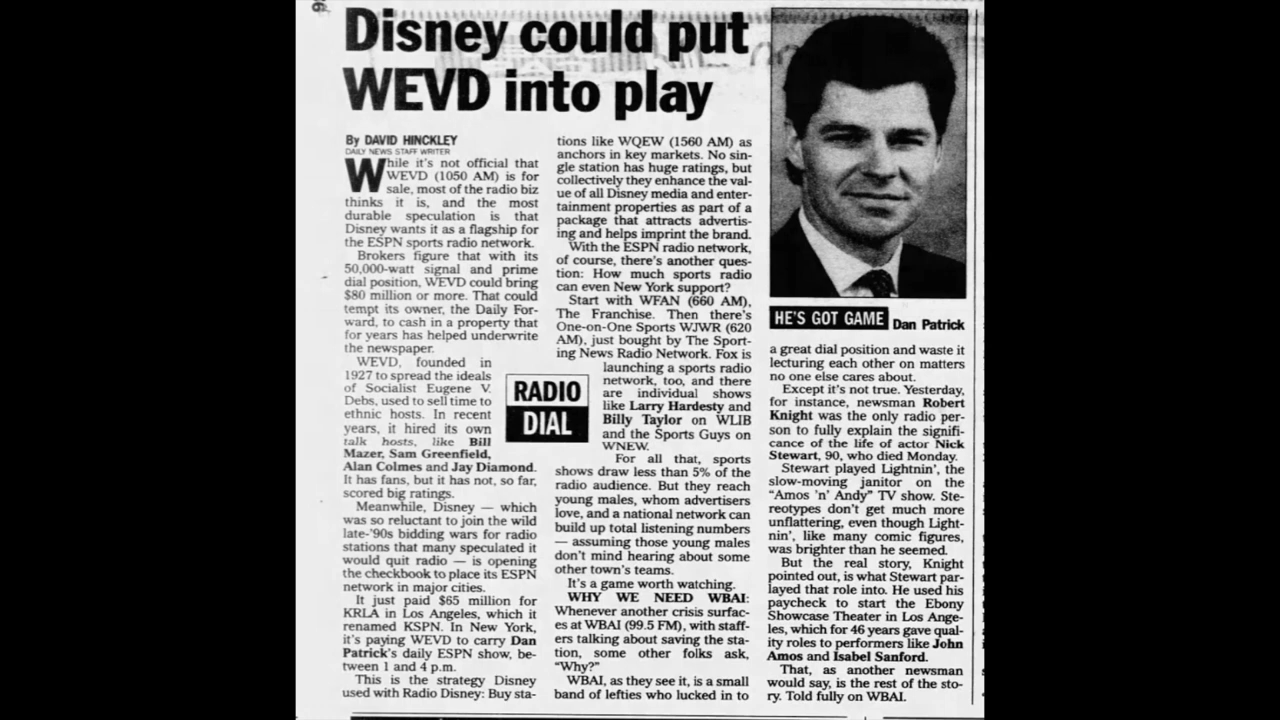 Disney could put
WEVD into play
By DAVID HINCKLEY
DAILY NEWS STAFF WRITER
While it's not official that
WEVD (1050 AM) is for
sale, most of the radio biz
thinks it is, and the most
durable speculation is that
Disney wants it as a flagship for
the ESPN sports radio network.
Brokers figure that with its
50,000-watt signal and prime
dial position, WEVD could bring
$80 million or more. That could
tempt its owner, the Daily For-
ward, to cash in a property that
for years has helped underwrite
the newspaper.
WEVD, founded in
1927 to spread the ideals
of Socialist Eugene V.
Debs, used to sell time to
ethnic hosts. In recent
years, it hired its own
talk hosts, like Bill
Mazer, Sam Greenfield,
Alan Colmes and Jay Diamond.
It has fans, but it has not, so far,
scored big ratings.
Meanwhile, Disney — which
was so reluctant to join the wild
late-'90s bidding wars for radio
stations that many speculated it
would quit radio — is opening
the checkbook to place its ESPN
network in major cities.
It just paid $65 million for
KRLA in Los Angeles, which it
renamed KSPN. In New York,
it's paying WEVD to carry Dan
Patrick's daily ESPN show, be-
tween 1 and 4 p.m.
This is the strategy Disney
used with Radio Disney: Buy sta-
RADIO
DIAL
tions like WQEW (1560 AM) as
anchors in key markets. No sin-
gle station has huge ratings, but
collectively they enhance the val-
ue of all Disney media and enter-
tainment properties as part of a
package that attracts advertis-
ing and helps imprint the brand.
With the ESPN radio network,
of course, there's another ques-
tion: How much sports radio
can even New York support?
Start with WFAN (660 AM),
The Franchise. Then there's
One-on-One Sports WJWR (620
AM), just bought by The Sport-
ing News Radio Network. Fox is
launching a sports radio
network, too, and there
are individual shows
like Larry Hardesty and
Billy Taylor on WLIB
and the Sports Guys on
WNEW.
For all that, sports
shows draw less than 5% of the
radio audience. But they reach
young males, whom advertisers
love, and a national network can
build up total listening numbers
— assuming those young males
don't mind hearing about some
other town's teams.
It's a game worth watching.
WHY WE NEED WBAI:
Whenever another crisis surfac-
es at WBAI (99.5 FM), with staff-
ers talking about saving the sta-
tion, some other folks ask,
"Why?"
WBAI, as they see it, is a small
band of lefties who lucked in to
HE'S GOT GAME Dan Patrick
a great dial position and waste it
lecturing each other on matters
no one else cares about.
Except it's not true. Yesterday,
for instance, newsman Robert
Knight was the only radio per-
son to fully explain the signifi-
cance of the life of actor Nick
Stewart, 90, who died Monday.
Stewart played Lightnin', the
slow-moving janitor on the
"Amos 'n' Andy" TV show. Ste-
reotypes don't get much more
unflattering, even though Light-
nin', like many comic figures,
was brighter than he seemed.
But the real story, Knight
pointed out, is what Stewart par-
layed that role into. He used his
paycheck to start the Ebony
Showcase Theater in Los Ange-
les, which for 46 years gave qual-
ity roles to performers like John
Amos and Isabel Sanford.
That, as another newsman
would say, is the rest of the sto-
ry. Told fully on WBAI.